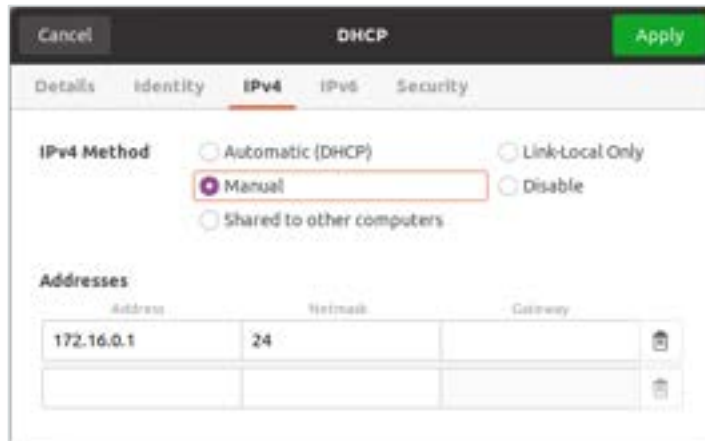 Cancel DHCP Apply
Details Identity IPv4 IPv6 Security
IPv4 Method Automatic (DHCP) Link-Local Only
Manual Disable
Shared to other computers
Addresses
Address Netmask Gateway
172.16.0.1 24